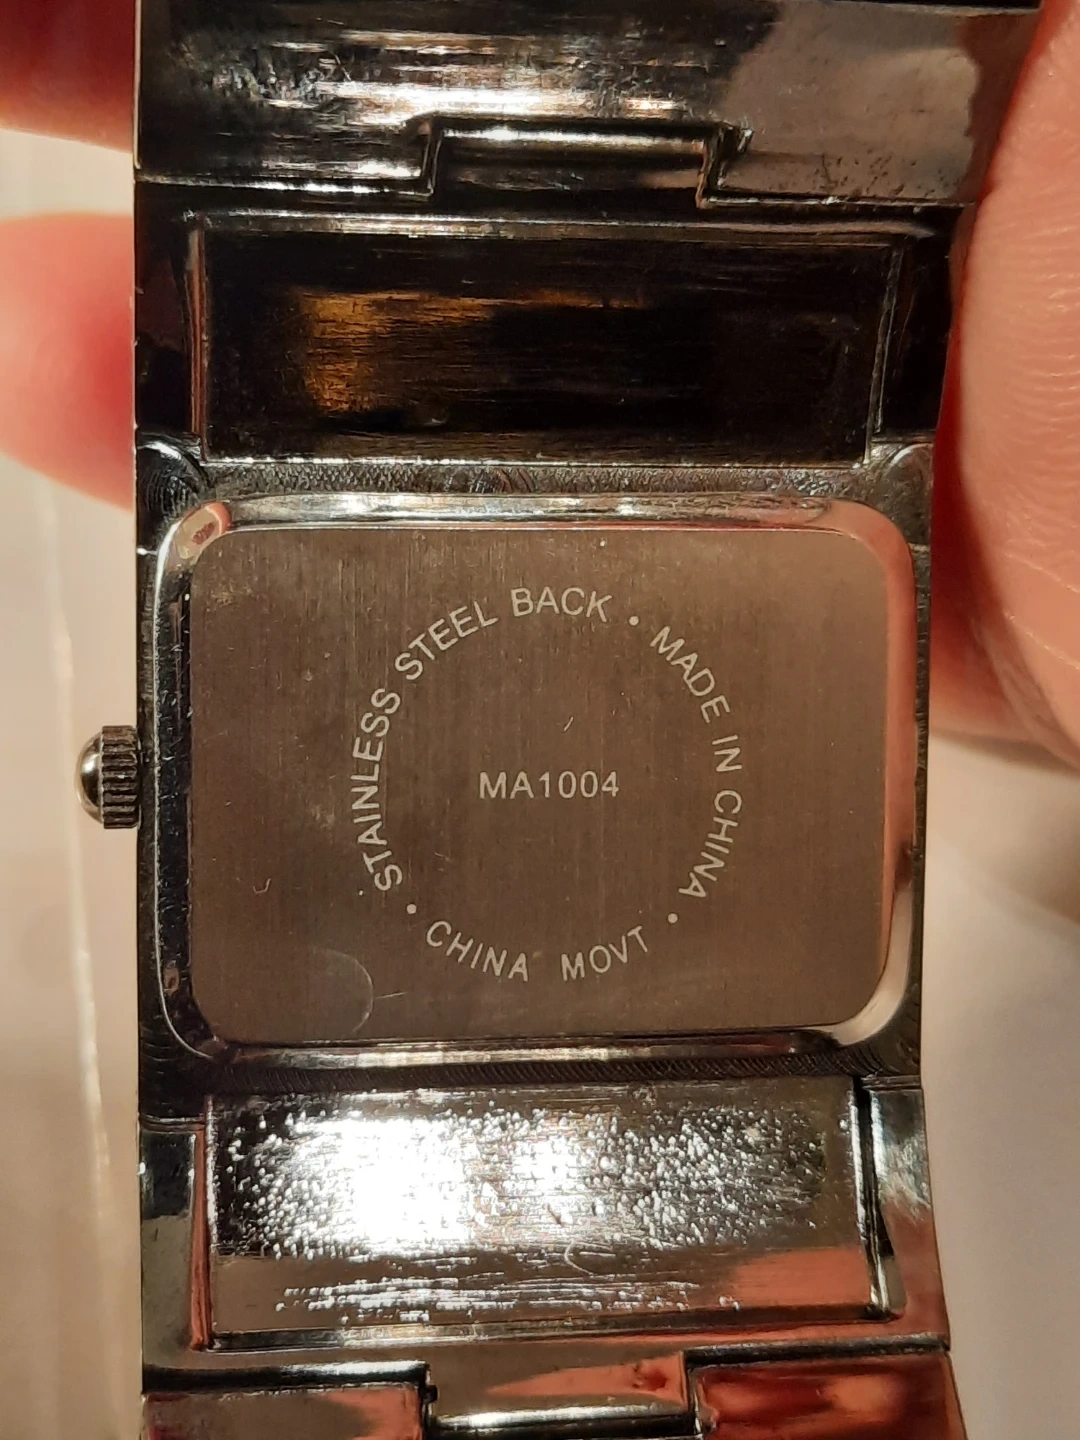 STAINLESS STEEL BACK • MADE IN CHINA • CHINA MOVT •
MA1004